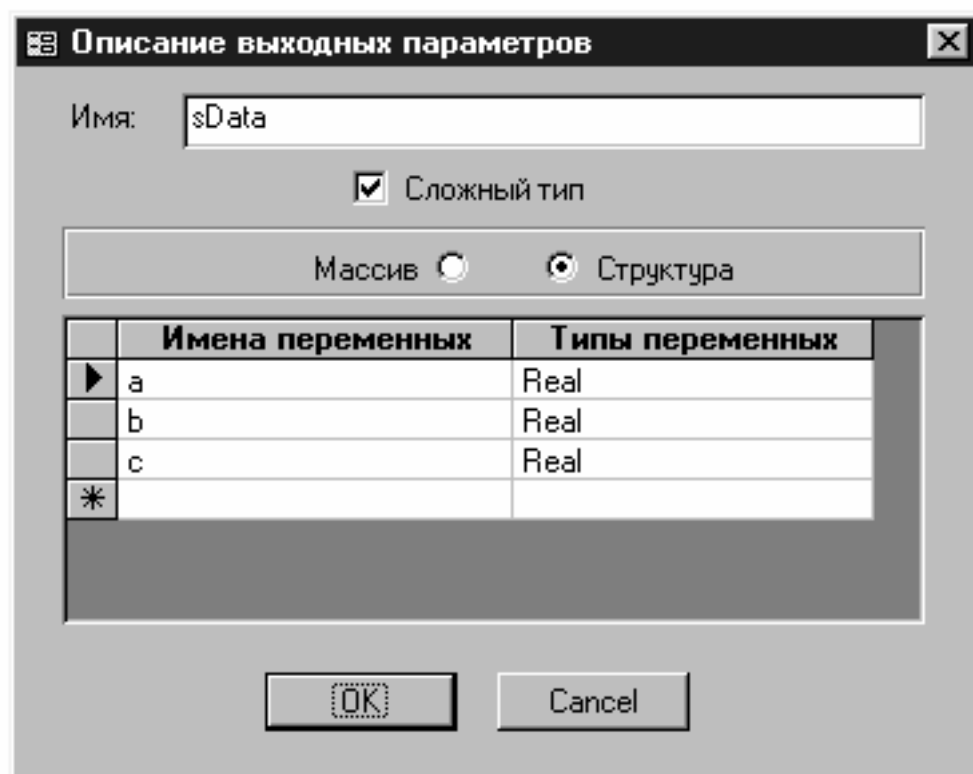 Описание выходных параметров
Имя: sData
Сложный тип
Массив Структура
Имена переменных Типы переменных
a Real
b Real
c Real
OK Cancel